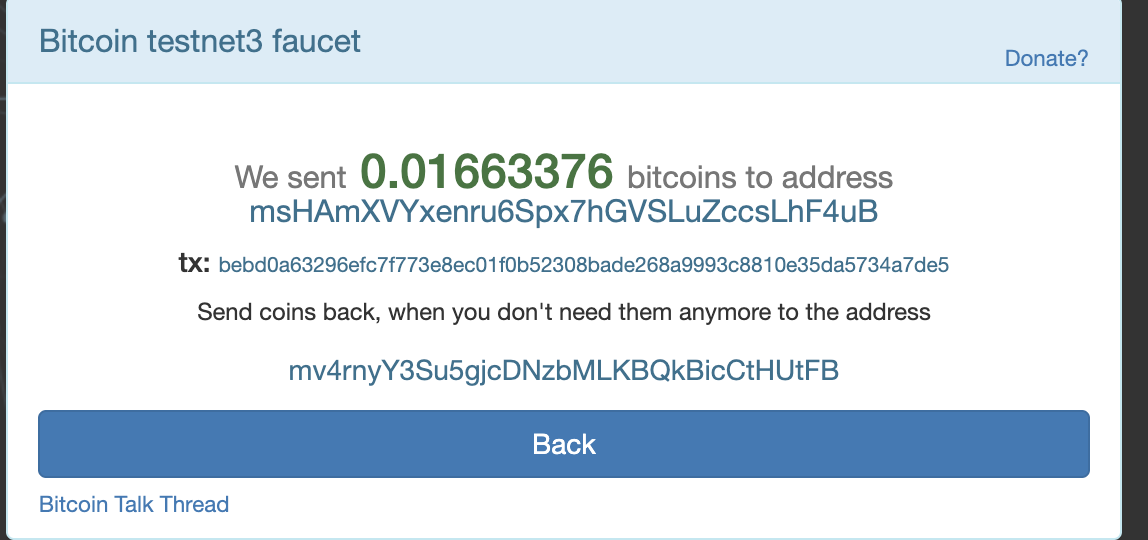 Bitcoin testnet3 faucet
Donate?
We sent 0.01663376 bitcoins to address
msHAmXVYxenru6Spx7hGVSLuZccsLhF4uB
tx: bebd0a63296efc7f773e8ec01f0b52308bade268a9993c8810e35da5734a7de5
Send coins back, when you don't need them anymore to the address
mv4rnyY3Su5gjcDNzbMLKBQkBicCtHUtFB
Back
Bitcoin Talk Thread